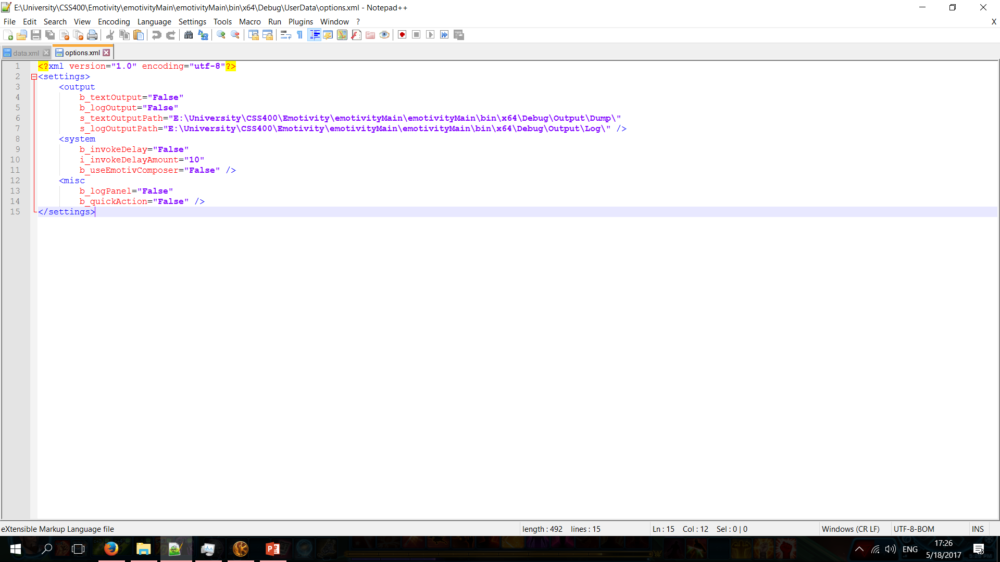 E:\University\CSS400\Emotivity\emotivityMain\emotivityMain\bin\x64\Debug\UserData\options.xml - Notepad++
File Edit Search View Encoding Language Settings Tools Macro Run Plugins Window ? X
data.xml options.xml
1 <?xml version="1.0" encoding="utf-8"?>
2 <settings>
3 <output
4 b_textOutput="False"
5 b_logOutput="False"
6 s_textOutputPath="E:\University\CSS400\Emotivity\emotivityMain\emotivityMain\bin\x64\Debug\Output\Dump\"
7 s_logOutputPath="E:\University\CSS400\Emotivity\emotivityMain\emotivityMain\bin\x64\Debug\Output\Log\" />
8 <system
9 b_invokeDelay="False"
10 i_invokeDelayAmount="10"
11 b_useEmotivComposer="False" />
12 <misc
13 b_logPanel="False"
14 b_quickAction="False" />
15 </settings>
eXtensible Markup Language file length : 492 lines : 15 Ln : 15 Col : 12 Sel : 0 | 0 Windows (CR LF) UTF-8-BOM INS
ENG 17:26
5/18/2017